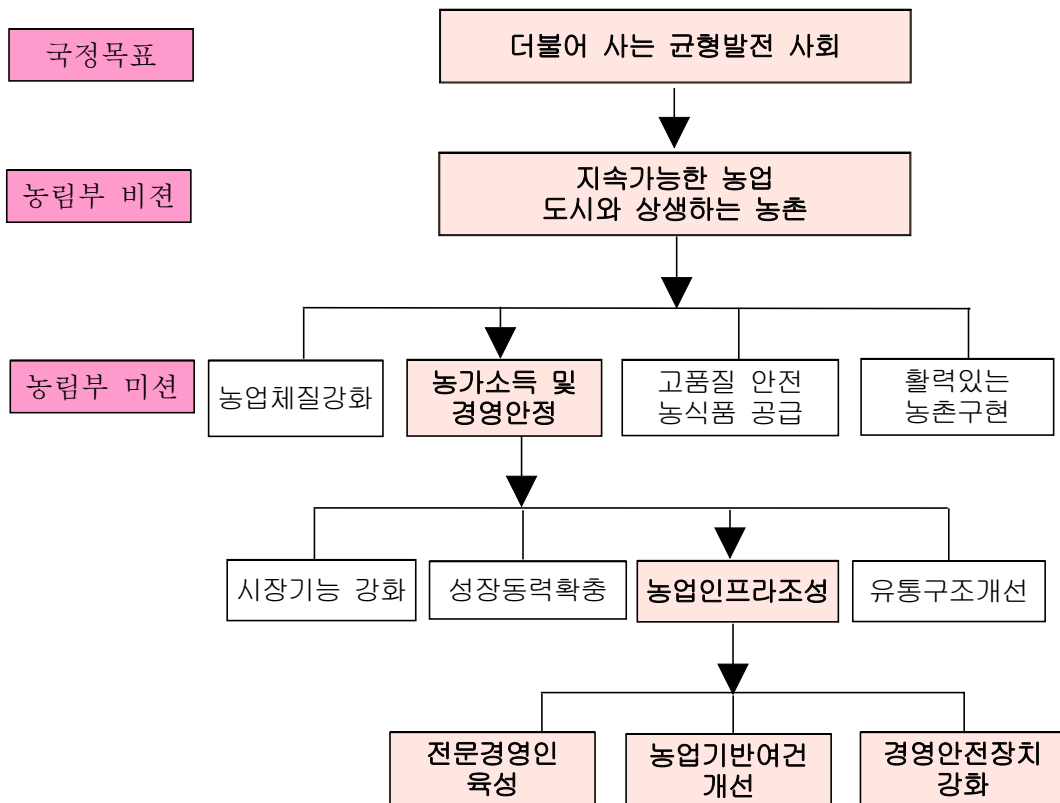 국정목표
더불어 사는 균형발전 사회
농림부 비젼
지속가능한 농업
도시와 상생하는 농촌
농림부 미션
농업체질강화
농가소득 및
경영안정
고품질 안전
농식품 공급
활력있는
농촌구현
시장기능 강화
성장동력확충
농업인프라조성
유통구조개선
전문경영인
육성
농업기반여건
개선
경영안전장치
강화